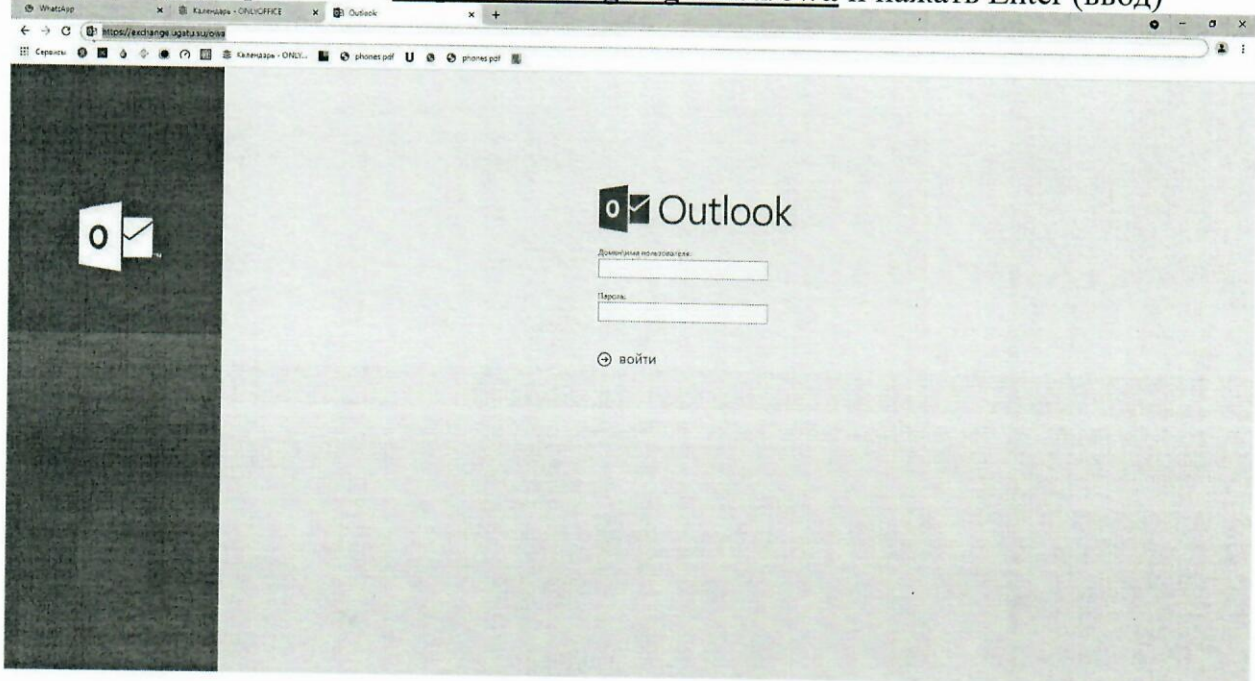 и нажать Enter (ввод)
WhatsApp
Календарь - ONLYOFFICE
Outlook
https://exchange.ugatu.su/owa
Сервисы
Календарь - ONLY...
phones.pdf
U
phones.pdf
Outlook
Домен\имя пользователя:
Пароль:
войти